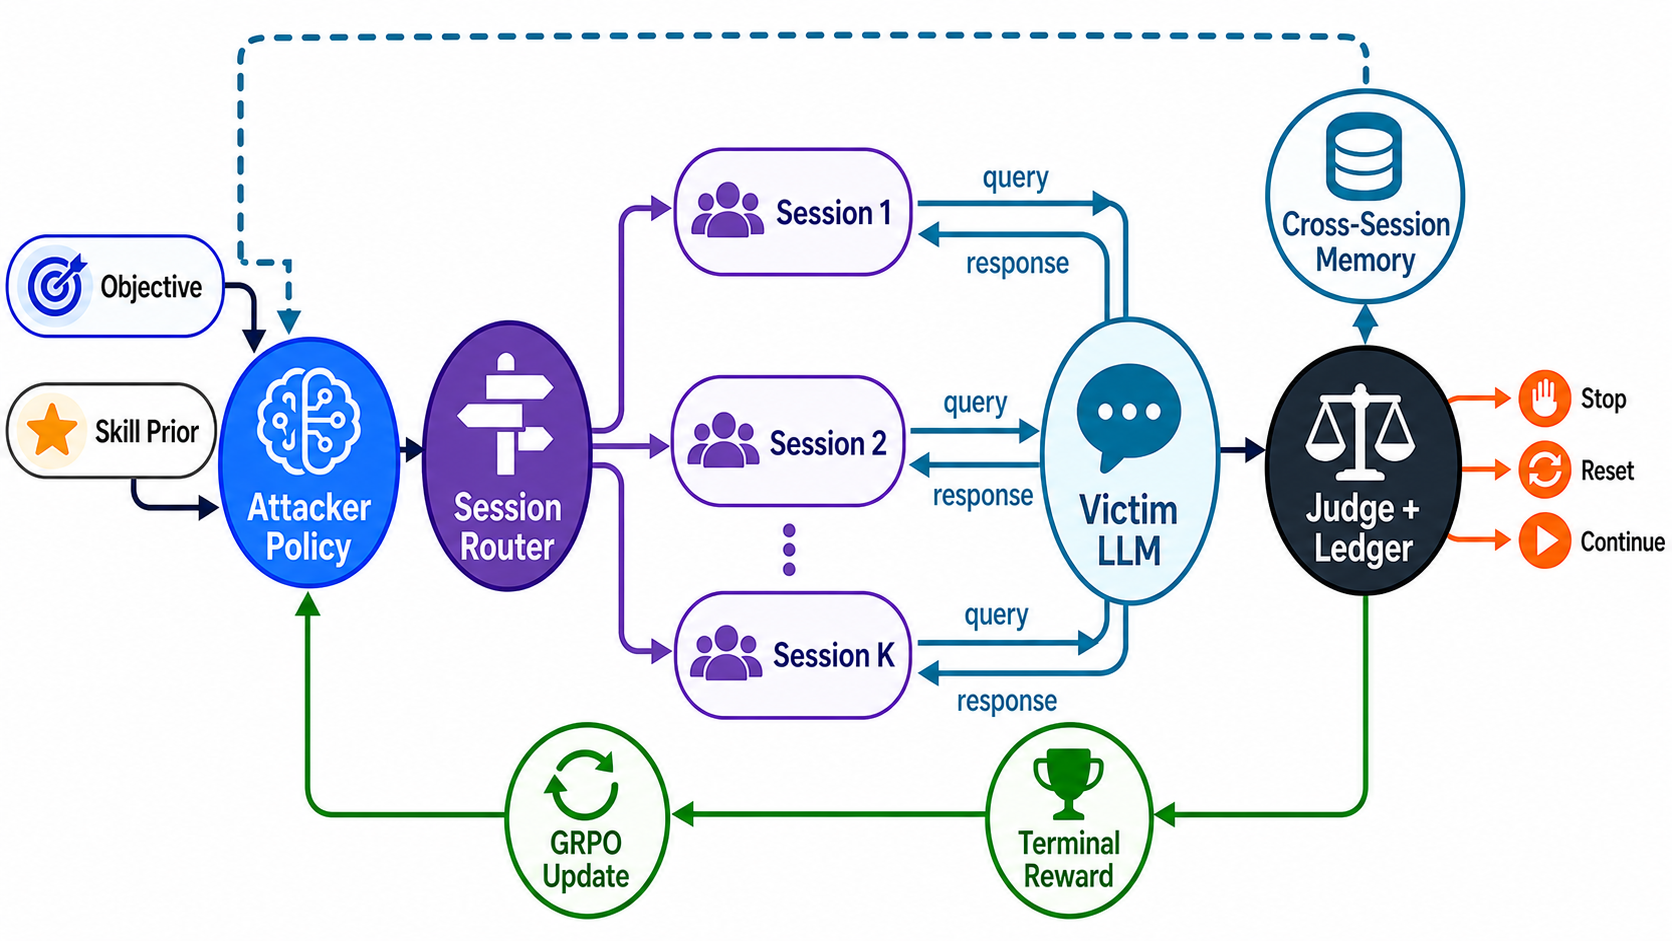 Objective
Skill Prior
Attacker
Policy
Session
Router
Session 1
query
response
Session 2
query
response
Session K
query
response
Victim
LLM
Cross-Session
Memory
Judge +
Ledger
Stop
Reset
Continue
GRPO
Update
Terminal
Reward